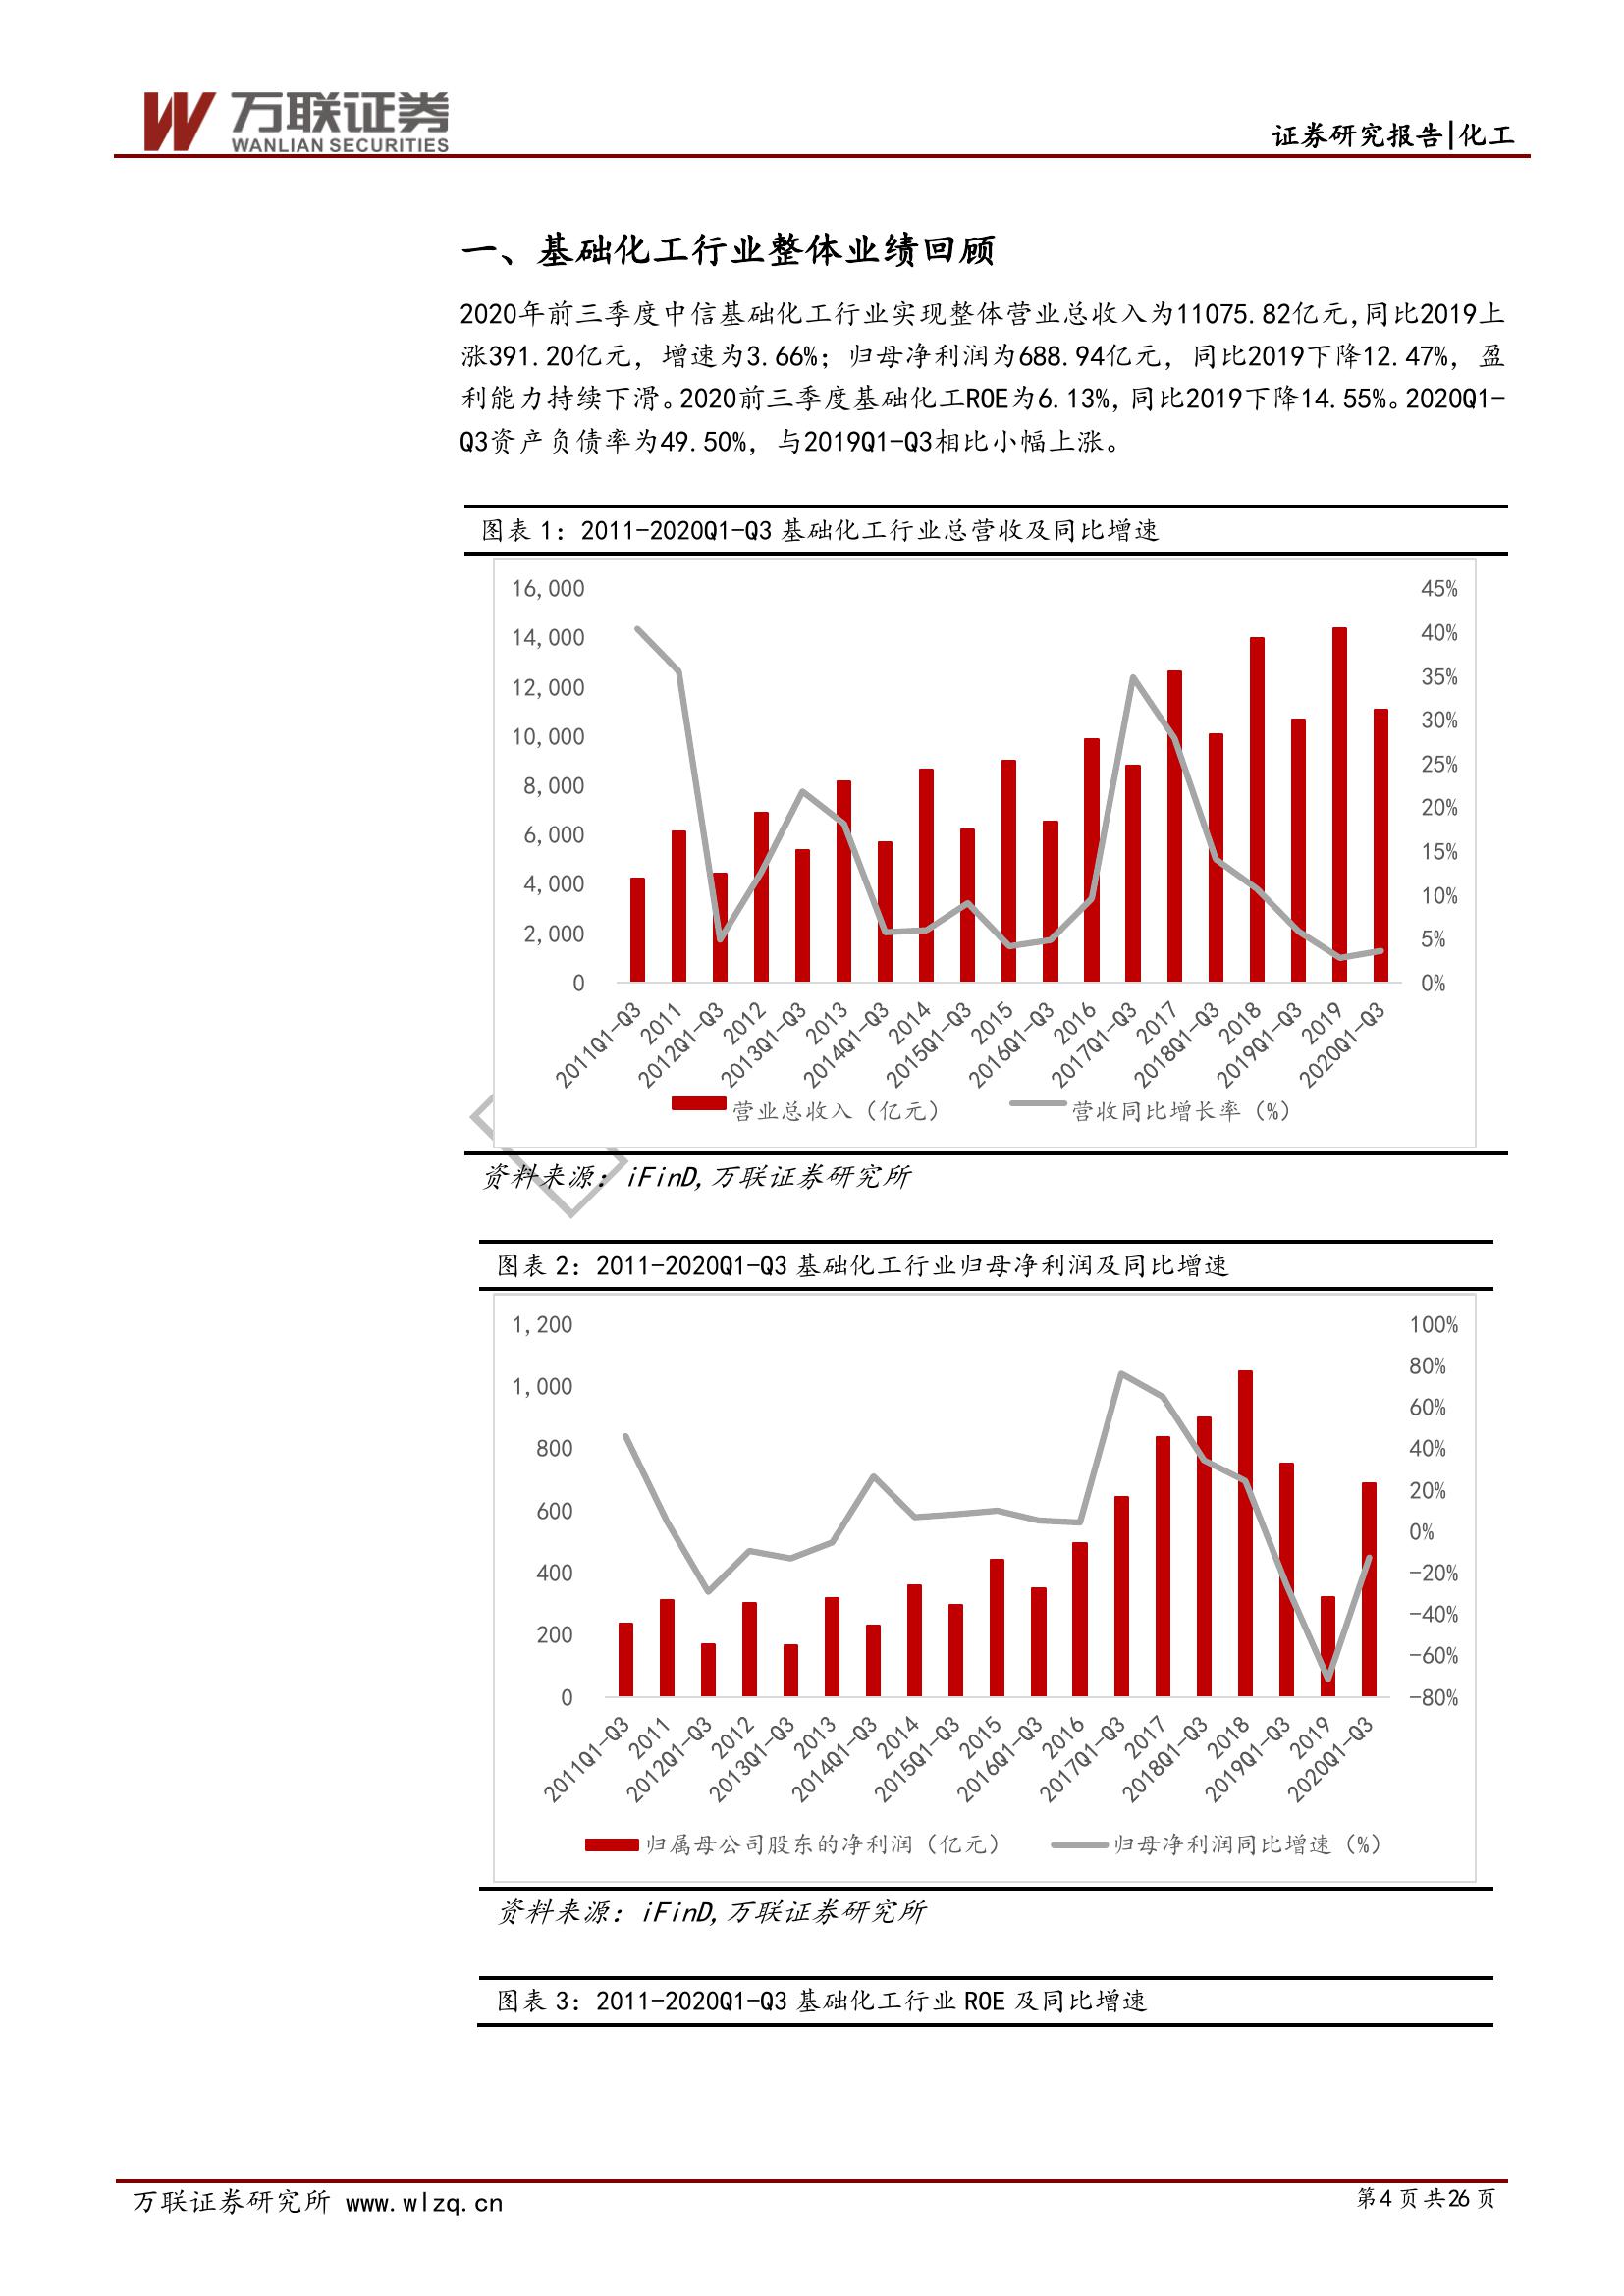 万联证券
WANLIAN SECURITIES
证券研究报告|化工
一、基础化工行业整体业绩回顾
2020年前三季度中信基础化工行业实现整体营业总收入为11075.82亿元,同比2019上
涨391.20亿元，增速为3.66%；归母净利润为688.94亿元，同比2019下降12.47%，盈
利能力持续下滑。2020前三季度基础化工ROE为6.13%,同比2019下降14.55%。2020Q1-
Q3资产负债率为49.50%，与2019Q1-Q3相比小幅上涨。
图表 1：2011-2020Q1-Q3 基础化工行业总营收及同比增速
16,000
14,000
12,000
10,000
8,000
6,000
4,000
2,000
0
45%
40%
35%
30%
25%
20%
15%
10%
5%
0%
2011Q1-Q3
2011
2012Q1-Q3
2012
2013Q1-Q3
2013
2014Q1-Q3
2014
2015Q1-Q3
2015
2016Q1-Q3
2016
2017Q1-Q3
2017
2018Q1-Q3
2018
2019Q1-Q3
2019
2020Q1-Q3
营业总收入（亿元）
营收同比增长率（%）
资料来源：iFinD,万联证券研究所
图表 2：2011-2020Q1-Q3 基础化工行业归母净利润及同比增速
1,200
1,000
800
600
400
200
0
100%
80%
60%
40%
20%
0%
-20%
-40%
-60%
-80%
2011Q1-Q3
2011
2012Q1-Q3
2012
2013Q1-Q3
2013
2014Q1-Q3
2014
2015Q1-Q3
2015
2016Q1-Q3
2016
2017Q1-Q3
2017
2018Q1-Q3
2018
2019Q1-Q3
2019
2020Q1-Q3
归属母公司股东的净利润（亿元）
归母净利润同比增速（%）
资料来源：iFinD,万联证券研究所
图表 3：2011-2020Q1-Q3 基础化工行业 ROE 及同比增速
万联证券研究所 www.wlzq.cn
第4 页 共26 页